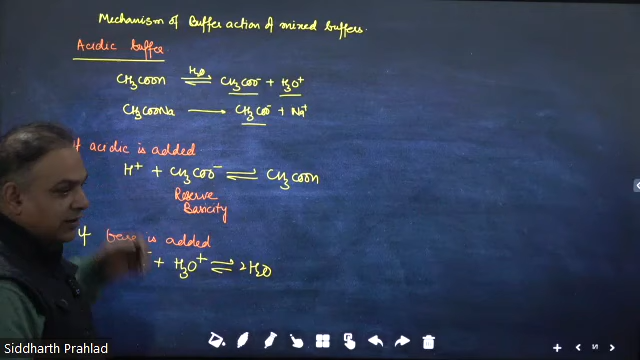 Mechanism of Buffer action of mixed buffers.
Acidic buffer
CH3COOH ⇌ CH3COO⁻ + H3O⁺
H2O
CH3COONa ⟶ CH3COO⁻ + Na⁺
f acidic is added
H⁺ + CH3COO⁻ ⇌ CH3COOH
Reserve
Basicity
If base is added
⁻ + H3O⁺ ⇌ 2H2O
Siddharth Prahlad